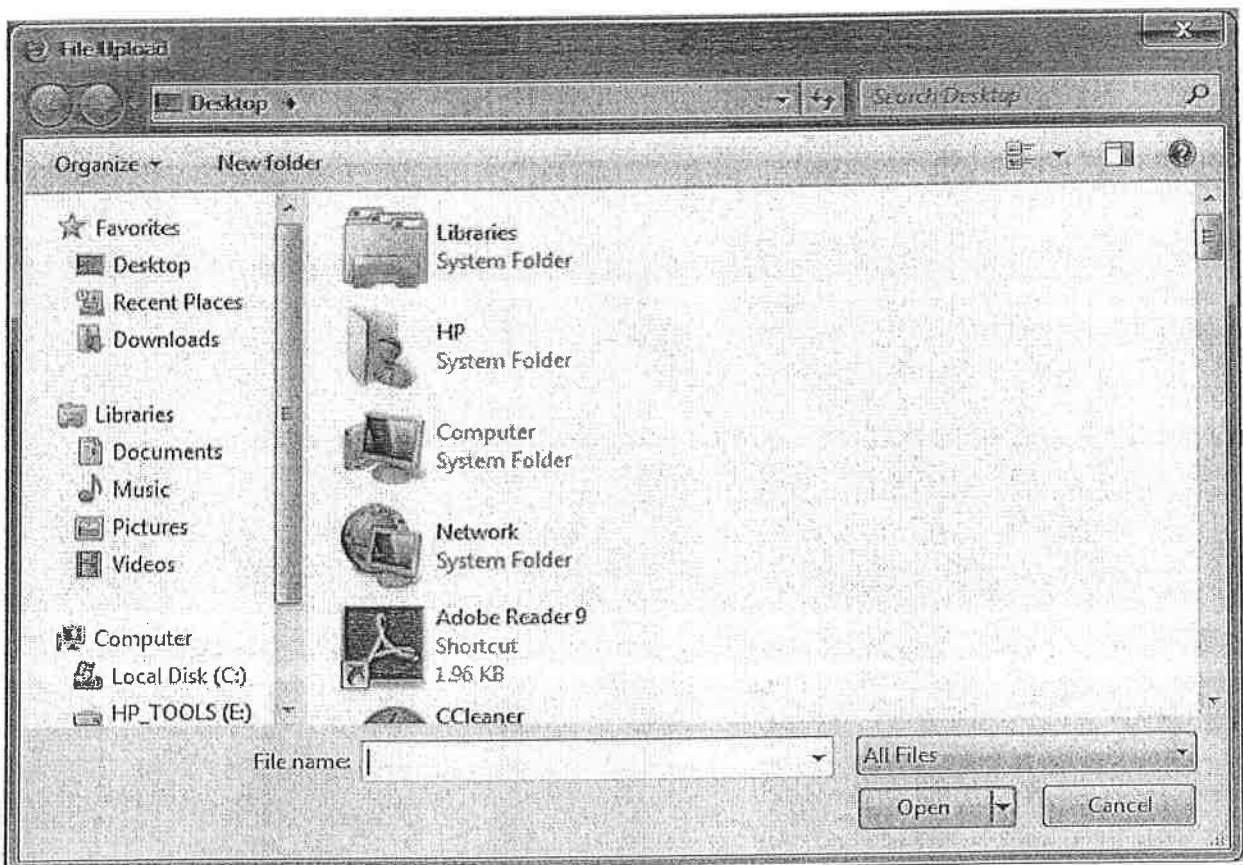 File Upload
Desktop
Search Desktop
Organize
New folder
Favorites
Desktop
Recent Places
Downloads
Libraries
Documents
Music
Pictures
Videos
Computer
Local Disk (C:)
HP_TOOLS (E:)
Libraries
System Folder
HP
System Folder
Computer
System Folder
Network
System Folder
Adobe Reader 9
Shortcut
1.96 KB
CCleaner
File name:
All Files
Open
Cancel